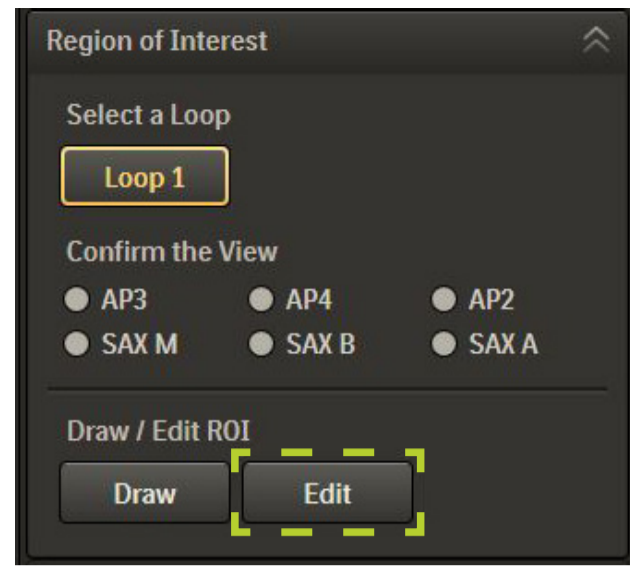 Region of Interest
Select a Loop
Loop 1
Confirm the View
AP3 AP4 AP2
SAX M SAX B SAX A
Draw / Edit ROI
Draw Edit